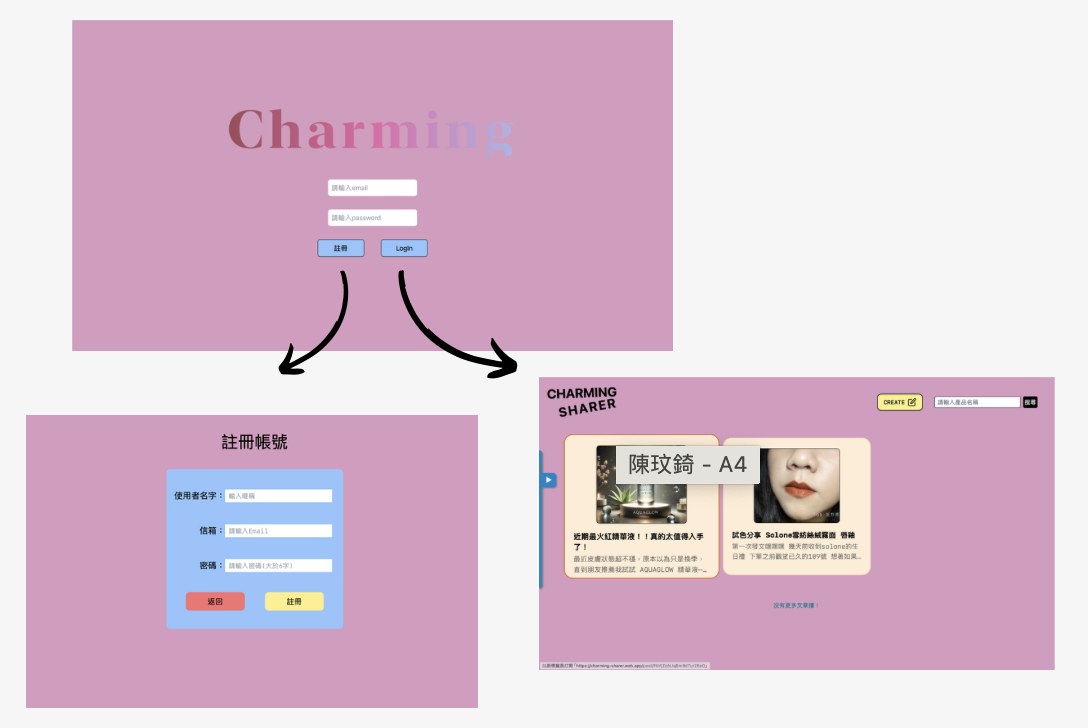 Charming
請輸入email
請輸入password
註冊
Login
註冊帳號
使用者名字：
輸入暱稱
信箱：
請輸入Email
密碼：
請輸入密碼(大於6字)
返回
註冊
CHARMING
SHARER
CREATE
請輸入產品名稱
搜尋
陳玟錡 - A4
AQUAGLOW
近期最火紅精華液！！真的太值得入手
了！
最近皮膚狀態超不穩，原本以為只是換季，
直到朋友推薦我試試 AQUAGLOW 精華液—…
試色分享 Solone雲紡絲絨霧面 唇釉
第一次發文
幾天前收到solone的生
日禮 下單之前觀望已久的109號 想著如果…
沒有更多文章囉！